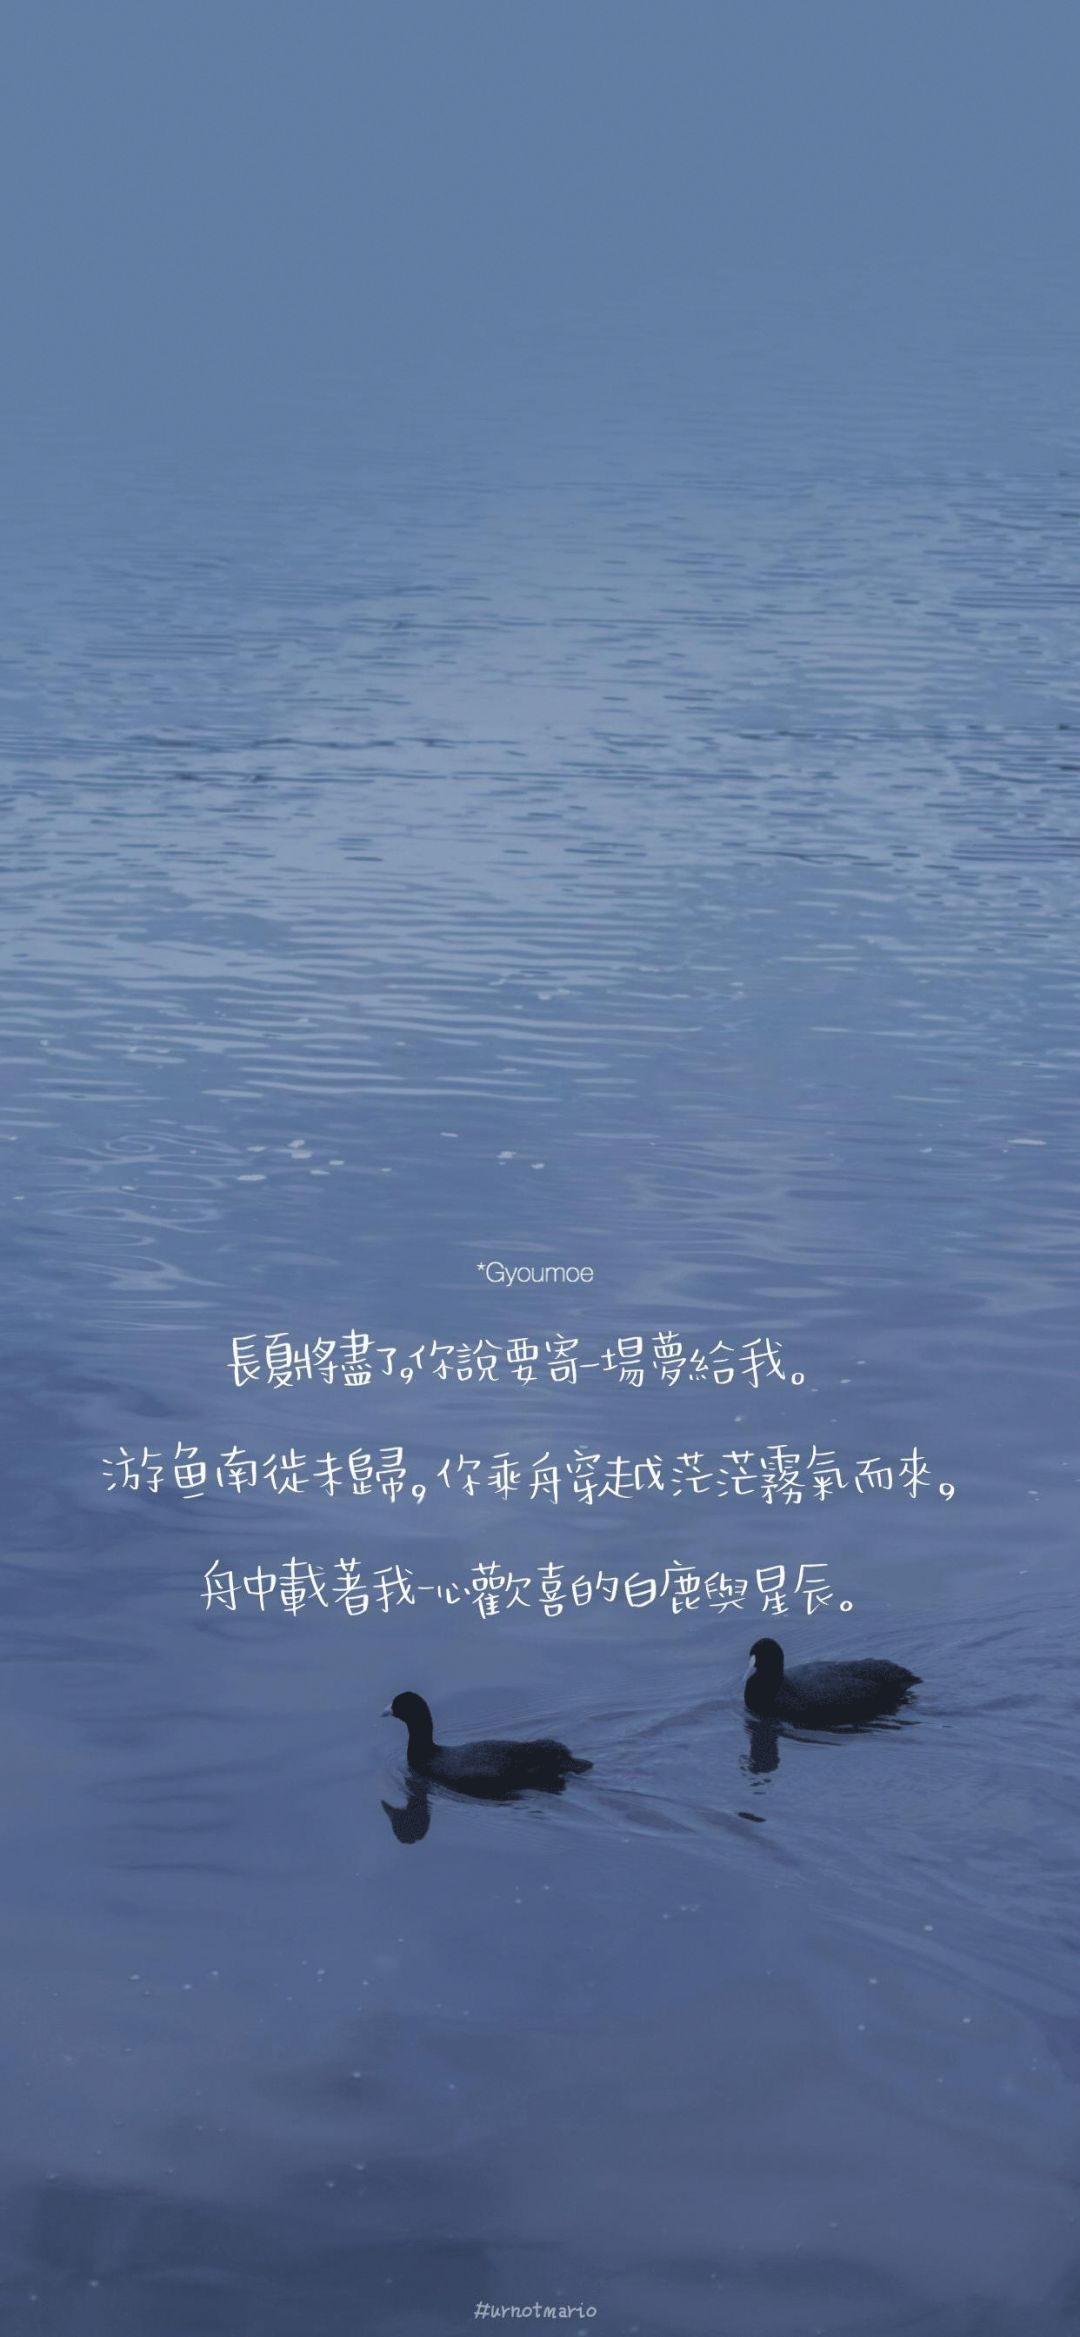 *Gyoumoe
長夏將盡了,你說要寄一場夢給我。
游鱼南徙未歸,你乘舟穿越茫茫霧氣而來,
舟中載著我一心歡喜的白鹿與星辰。
#urnotmario